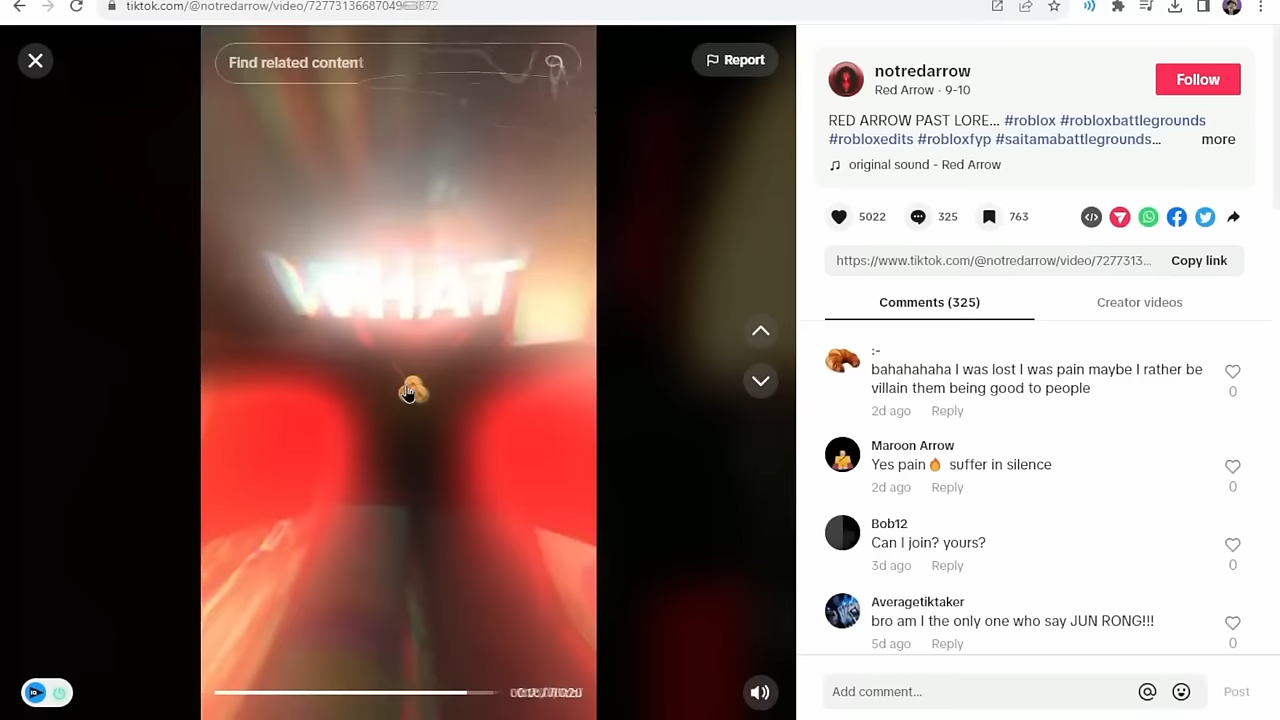 Find related content
Report
WHAT
notredarrow
Red Arrow · 9-10
Follow
RED ARROW PAST LORE... #roblox #robloxbattlegrounds
#robloxedits #robloxfyp #saitamabattlegrounds...
more
original sound - Red Arrow
5022
325
763
https://www.tiktok.com/@notredarrow/video/7277313...
Copy link
Comments (325)
Creator videos
:-
bahahahaha I was lost I was pain maybe I rather be
villain them being good to people
0
2d ago
Reply
Maroon Arrow
Yes pain🔥 suffer in silence
2d ago
Reply
0
Bob12
Can I join? yours?
3d ago
Reply
0
Averagetiktaker
bro am I the only one who say JUN RONG!!!
5d ago
Reply
0
Add comment...
Post